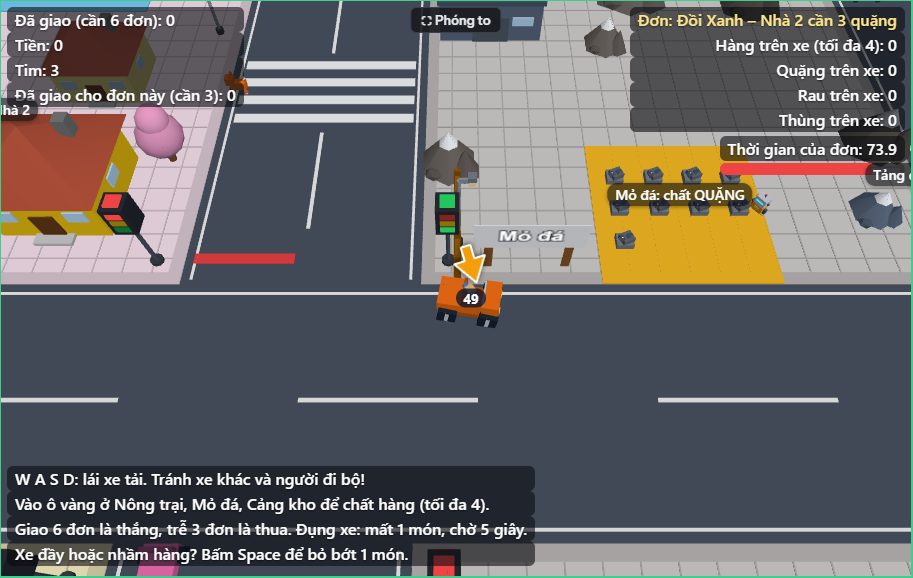 Đã giao (cần 6 đơn): 0
Tiền: 0
Tim: 3
Đã giao cho đơn này (cần 3): 0
Nhà 2
Phóng to
Đơn: Đồi Xanh – Nhà 2 cần 3 quặng
Hàng trên xe (tối đa 4): 0
Quặng trên xe: 0
Rau trên xe: 0
Thùng trên xe: 0
Thời gian của đơn: 73.9
Tảng
Mỏ đá: chất QUẶNG
Mỏ đá
49
W A S D: lái xe tải. Tránh xe khác và người đi bộ!
Vào ô vàng ở Nông trại, Mỏ đá, Cảng kho để chất hàng (tối đa 4).
Giao 6 đơn là thắng, trễ 3 đơn là thua. Đụng xe: mất 1 món, chờ 5 giây.
Xe đầy hoặc nhầm hàng? Bấm Space để bỏ bớt 1 món.